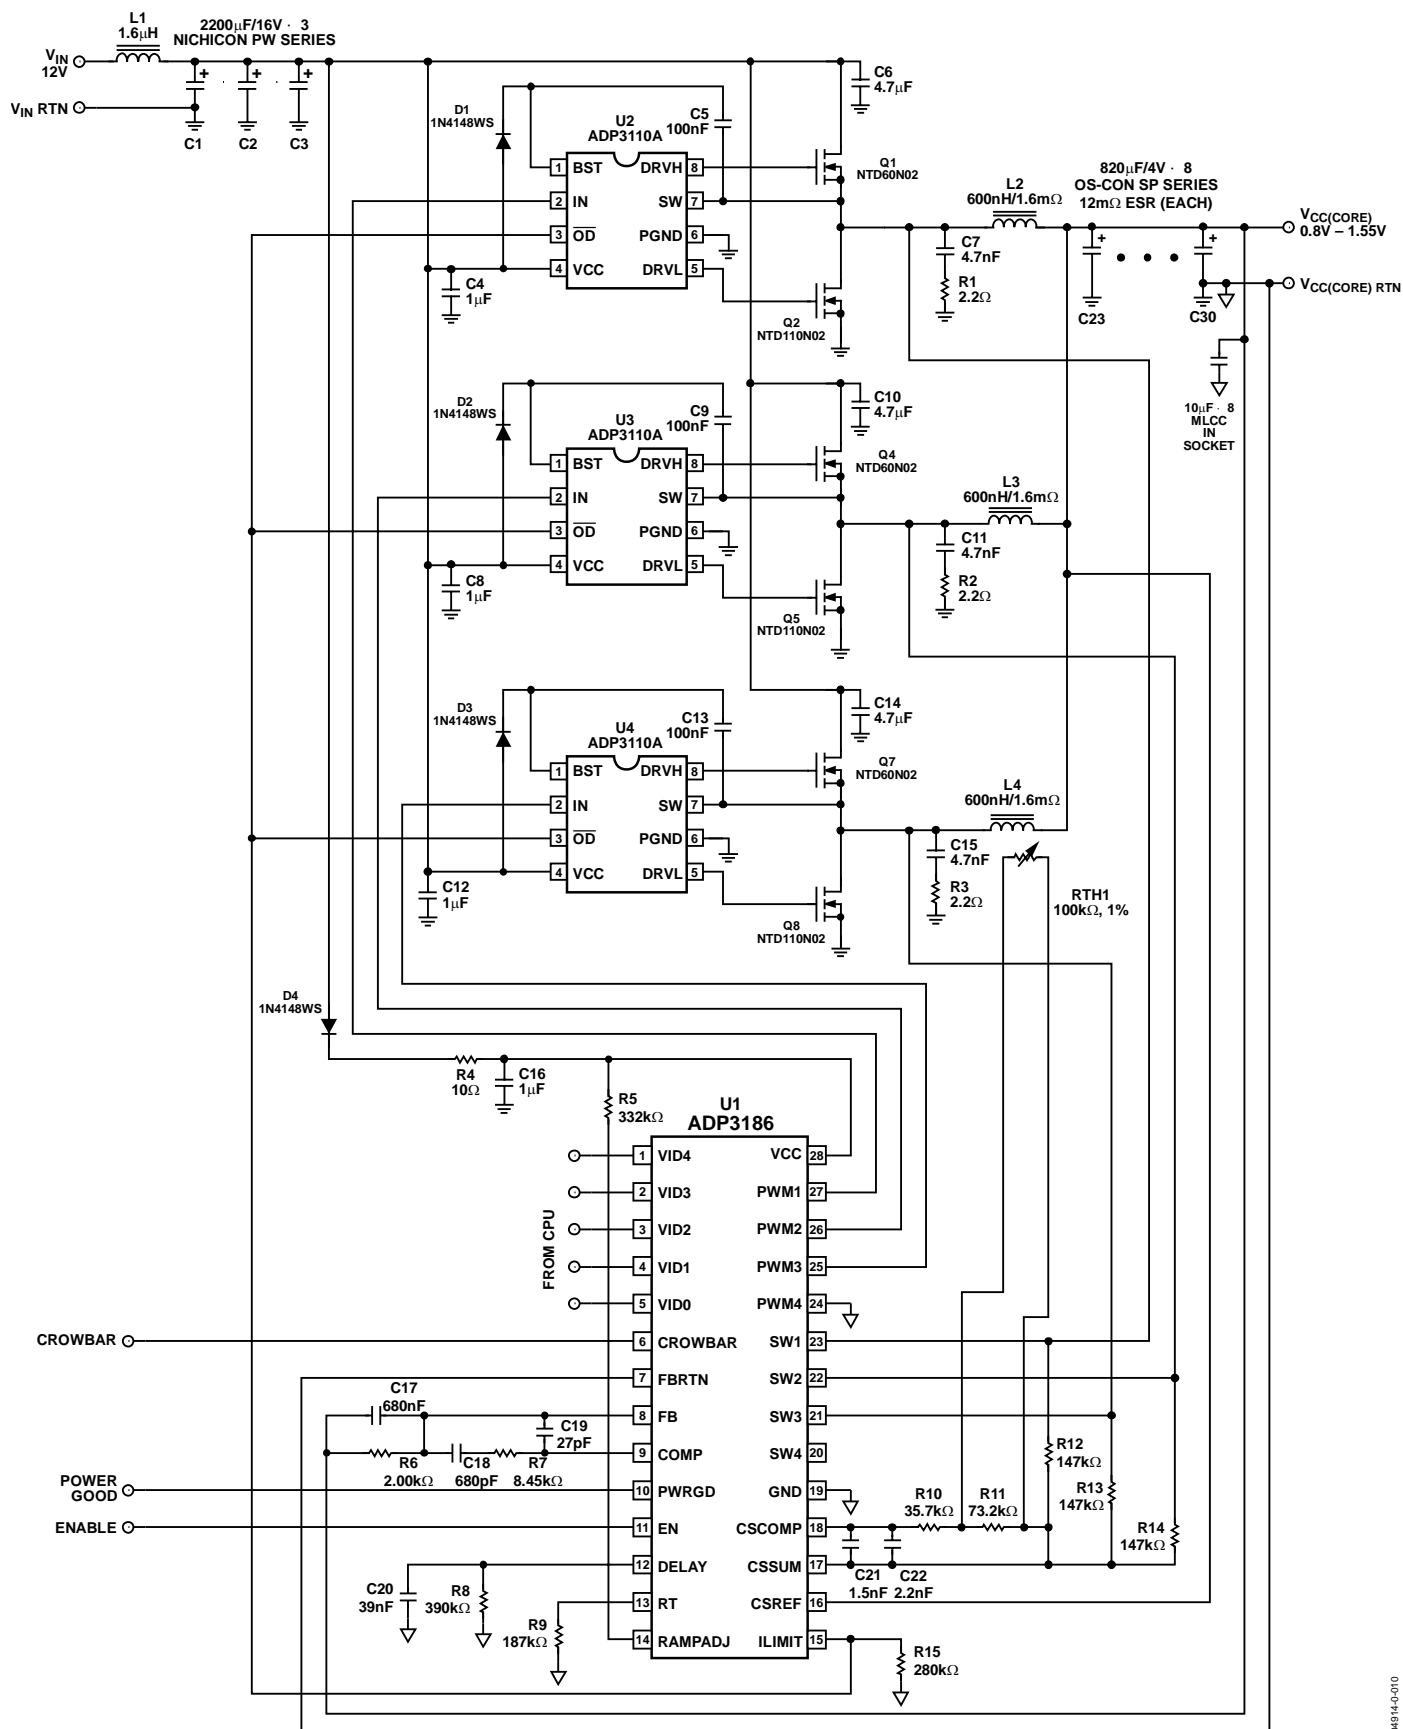 L1
1.6μH
2200μF/16V · 3
NICHICON PW SERIES
VIN
12V
VIN RTN
C1
C2
C3
C6
4.7μF
D1
1N4148WS
U2
ADP3110A
C5
100nF
1 BST
2 IN
3 OD
4 VCC
DRVH 8
SW 7
PGND 6
DRVL 5
C4
1μF
Q1
NTD60N02
Q2
NTD110N02
L2
600nH/1.6mΩ
C7
4.7nF
R1
2.2Ω
820μF/4V · 8
OS-CON SP SERIES
12mΩ ESR (EACH)
VCC(CORE)
0.8V – 1.55V
VCC(CORE) RTN
C23
C30
10μF · 8
MLCC
IN
SOCKET
D2
1N4148WS
U3
ADP3110A
C9
100nF
C10
4.7μF
1 BST
2 IN
3 OD
4 VCC
DRVH 8
SW 7
PGND 6
DRVL 5
C8
1μF
Q4
NTD60N02
Q5
NTD110N02
L3
600nH/1.6mΩ
C11
4.7nF
R2
2.2Ω
D3
1N4148WS
U4
ADP3110A
C13
100nF
C14
4.7μF
1 BST
2 IN
3 OD
4 VCC
DRVH 8
SW 7
PGND 6
DRVL 5
C12
1μF
Q7
NTD60N02
Q8
NTD110N02
L4
600nH/1.6mΩ
C15
4.7nF
R3
2.2Ω
RTH1
100kΩ, 1%
D4
1N4148WS
R4
10Ω
C16
1μF
R5
332kΩ
U1
ADP3186
FROM CPU
1 VID4
2 VID3
3 VID2
4 VID1
5 VID0
6 CROWBAR
7 FBRTN
8 FB
9 COMP
10 PWRGD
11 EN
12 DELAY
13 RT
14 RAMPADJ
VCC 28
PWM1 27
PWM2 26
PWM3 25
PWM4 24
SW1 23
SW2 22
SW3 21
SW4 20
GND 19
CSCOMP 18
CSSUM 17
CSREF 16
ILIMIT 15
CROWBAR
POWER
GOOD
ENABLE
C17
680nF
R6
2.00kΩ
C18
680pF
R7
8.45kΩ
C19
27pF
C20
39nF
R8
390kΩ
R9
187kΩ
R10
35.7kΩ
R11
73.2kΩ
R12
147kΩ
R13
147kΩ
R14
147kΩ
C21
1.5nF
C22
2.2nF
R15
280kΩ
04914-0-010